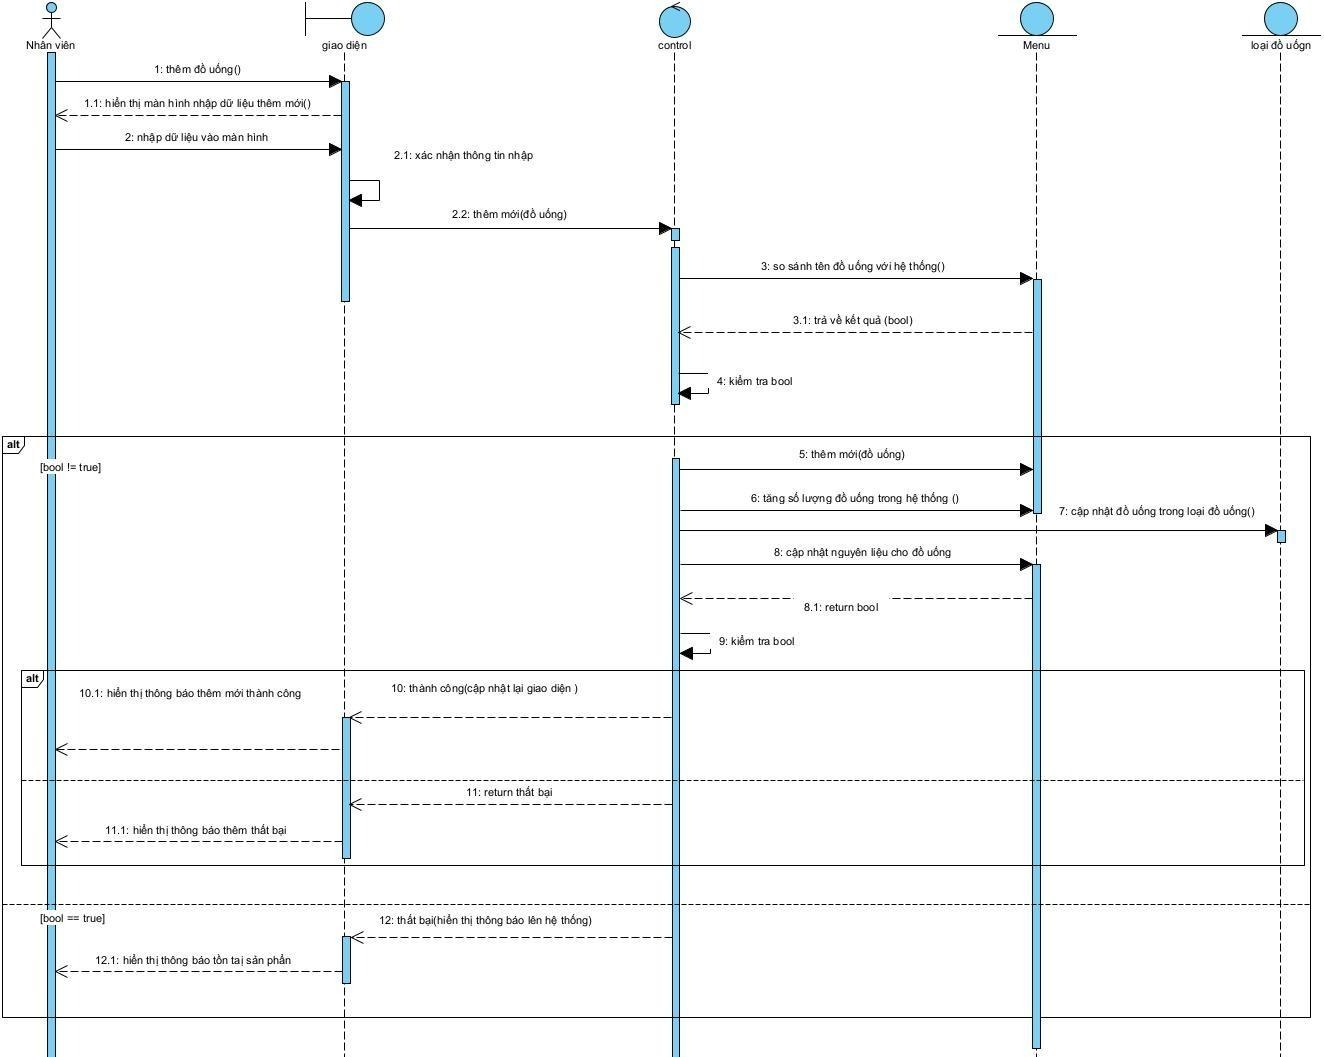 Nhân viên
giao diện
control
Menu
loại đồ uôgn
1: thêm đồ uống()
1.1: hiển thị màn hình nhập dữ liệu thêm mới()
2: nhập dữ liệu vào màn hình
2.1: xác nhận thông tin nhập
2.2: thêm mới(đồ uống)
3: so sánh tên đồ uống với hệ thống()
3.1: trả về kết quả (bool)
4: kiểm tra bool
alt
[bool != true]
5: thêm mới(đồ uống)
6: tăng số lượng đồ uống trong hệ thống ()
7: cập nhật đồ uống trong loại đồ uống()
8: cập nhật nguyên liệu cho đồ uống
8.1: return bool
9: kiểm tra bool
alt
10: thành công(cập nhật lại giao diện )
10.1: hiển thị thông báo thêm mới thành công
11: return thất bại
11.1: hiển thị thông báo thêm thất bại
[bool == true]
12: thất bại(hiển thị thông báo lên hệ thống)
12.1: hiển thị thông báo tồn taị sản phẩn